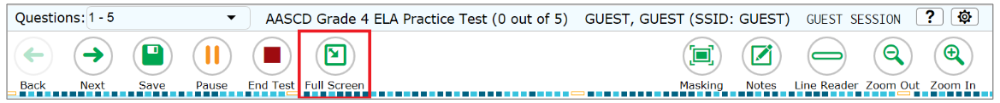 Questions: 1 - 5 AASCD Grade 4 ELA Practice Test (0 out of 5) GUEST, GUEST (SSID: GUEST) GUEST SESSION ?
Back Next Save Pause End Test Full Screen Masking Notes Line Reader Zoom Out Zoom In